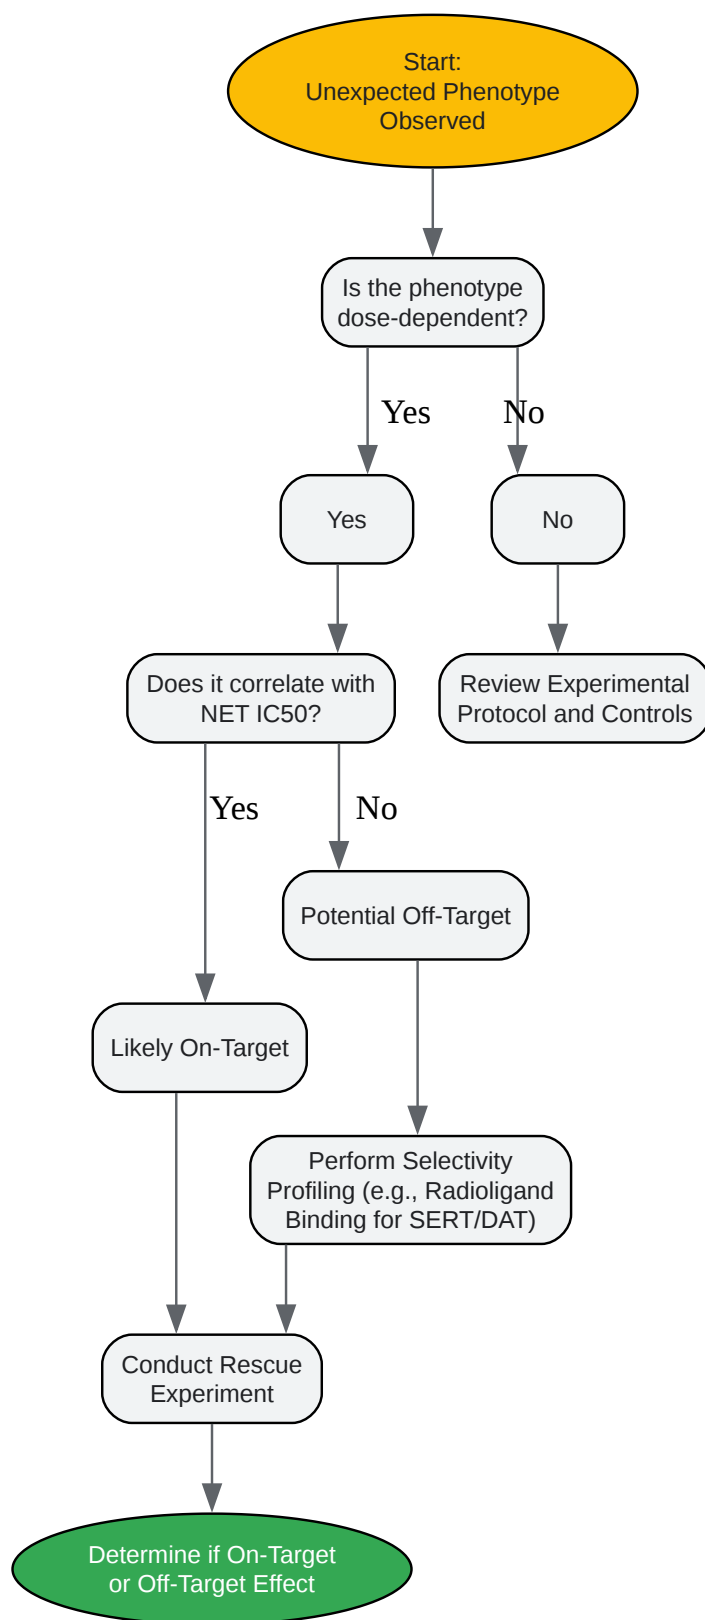 Start:
Unexpected Phenotype
Observed
Is the phenotype
dose-dependent?
Yes
No
Yes
No
Does it correlate with
NET IC50?
Review Experimental
Protocol and Controls
Yes
No
Potential Off-Target
Likely On-Target
Perform Selectivity
Profiling (e.g., Radioligand
Binding for SERT/DAT)
Conduct Rescue
Experiment
Determine if On-Target
or Off-Target Effect